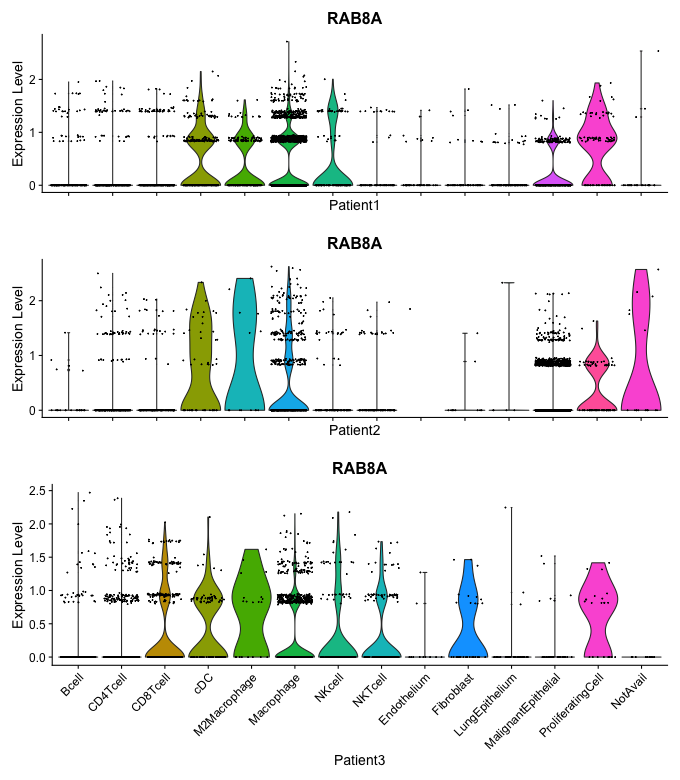 RAB8A
Expression Level
2
1
0
Patient1
RAB8A
Expression Level
2
1
0
Patient2
RAB8A
Expression Level
2.5
2.0
1.5
1.0
0.5
0.0
Bcell
CD4Tcell
CD8Tcell
cDC
M2Macrophage
Macrophage
NKcell
NKTcell
Endothelium
Fibroblast
LungEpithelium
MalignantEpithelial
ProliferatingCell
NotAvail
Patient3